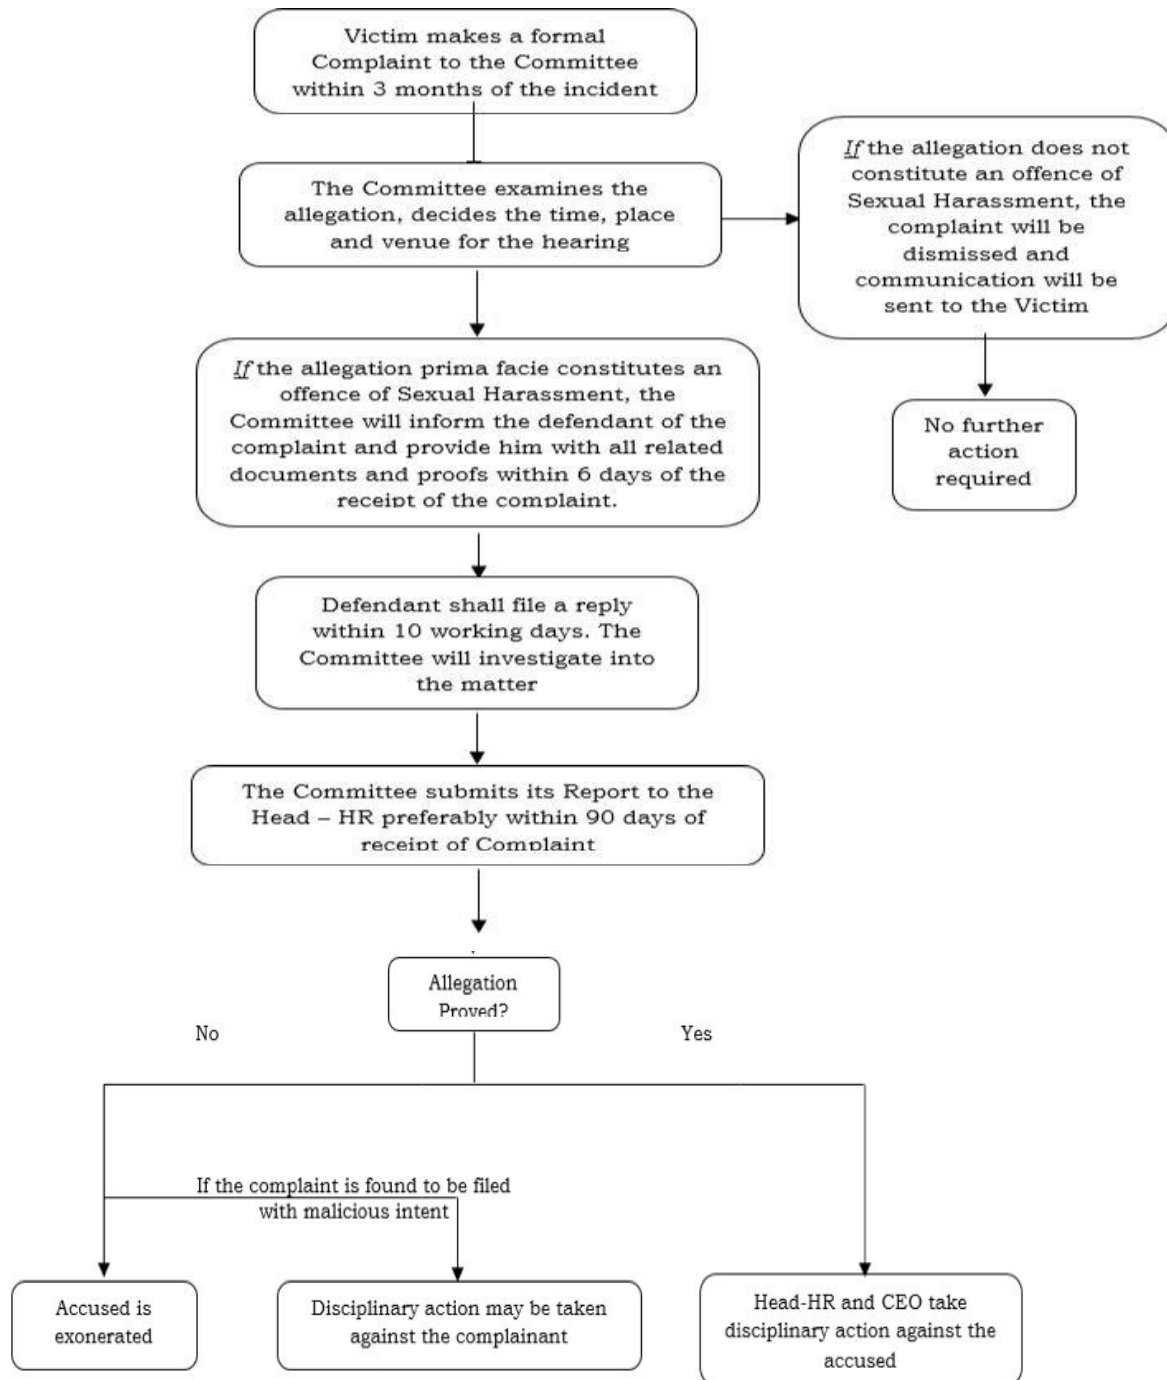 Victim makes a formal
Complaint to the Committee
within 3 months of the incident
The Committee examines the
allegation, decides the time, place
and venue for the hearing
If the allegation does not
constitute an offence of
Sexual Harassment, the
complaint will be
dismissed and
communication will be
sent to the Victim
No further
action
required
If the allegation prima facie constitutes an
offence of Sexual Harassment, the
Committee will inform the defendant of the
complaint and provide him with all related
documents and proofs within 6 days of the
receipt of the complaint.
Defendant shall file a reply
within 10 working days. The
Committee will investigate into
the matter
The Committee submits its Report to the
Head – HR preferably within 90 days of
receipt of Complaint
Allegation
Proved?
No
Yes
If the complaint is found to be filed
with malicious intent
Accused is
exonerated
Disciplinary action may be taken
against the complainant
Head-HR and CEO take
disciplinary action against the
accused